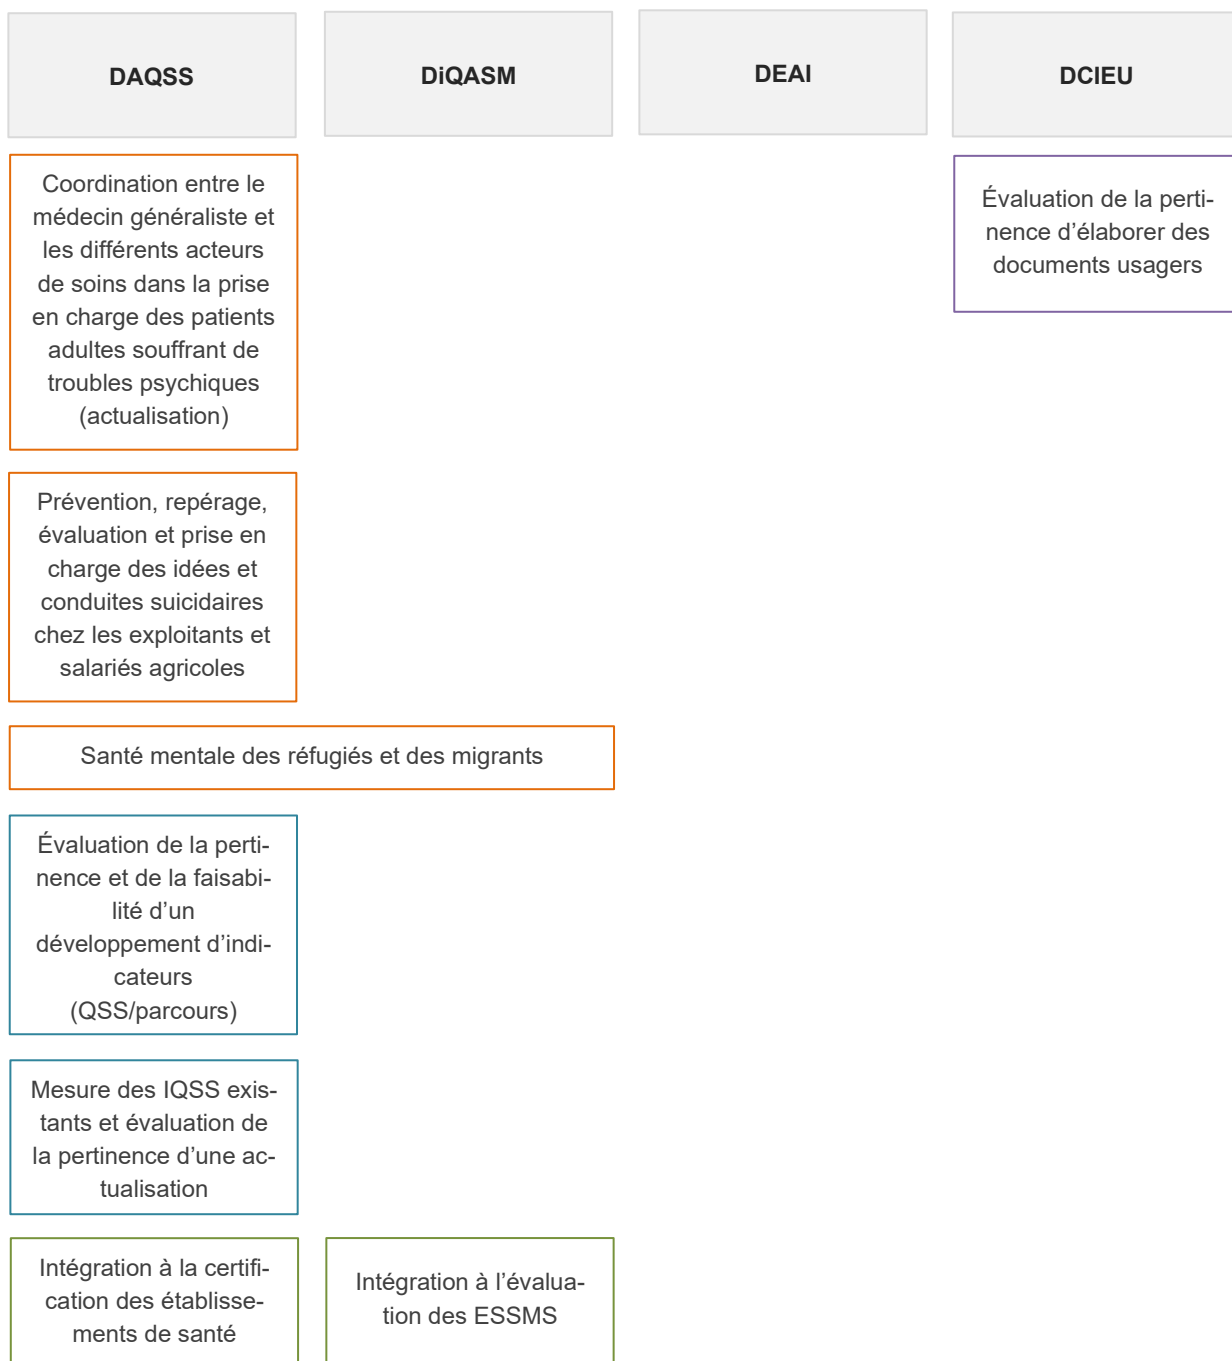 DAQSS
DiQASM
DEAI
DCIEU
Coordination entre le
médecin généraliste et
les différents acteurs
de soins dans la prise
en charge des patients
adultes souffrant de
troubles psychiques
(actualisation)
Évaluation de la perti-
nence d’élaborer des
documents usagers
Prévention, repérage,
évaluation et prise en
charge des idées et
conduites suicidaires
chez les exploitants et
salariés agricoles
Santé mentale des réfugiés et des migrants
Évaluation de la perti-
nence et de la faisabi-
lité d’un
développement d’indi-
cateurs
(QSS/parcours)
Mesure des IQSS exis-
tants et évaluation de
la pertinence d’une ac-
tualisation
Intégration à la certifi-
cation des établisse-
ments de santé
Intégration à l’évalua-
tion des ESSMS